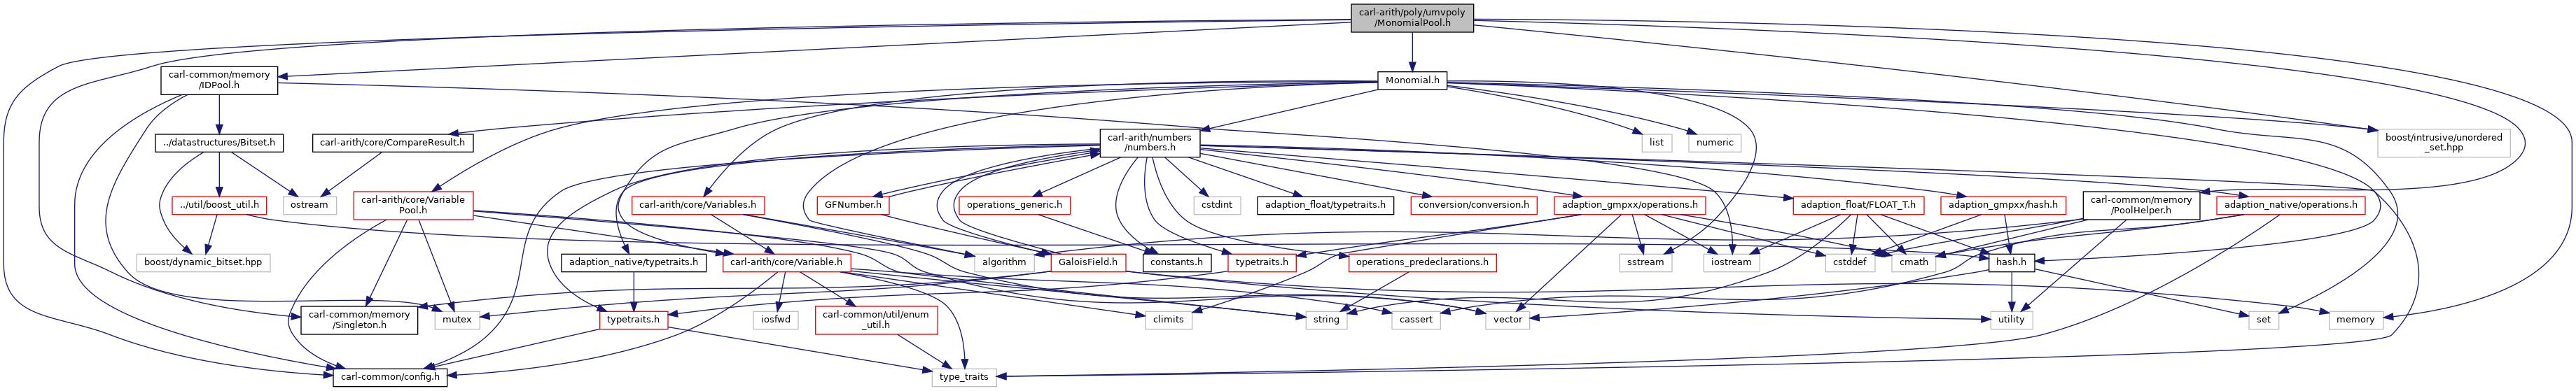 carl-arith/poly/umvpoly
/MonomialPool.h
carl-common/memory
/IDPool.h
Monomial.h
../datastructures/Bitset.h
carl-arith/core/CompareResult.h
carl-arith/numbers
/numbers.h
list
numeric
boost/intrusive/unordered
_set.hpp
../util/boost_util.h
ostream
carl-arith/core/Variable
Pool.h
carl-arith/core/Variables.h
GFNumber.h
operations_generic.h
cstdint
adaption_float/typetraits.h
conversion/conversion.h
adaption_gmpxx/operations.h
adaption_float/FLOAT_T.h
adaption_gmpxx/hash.h
carl-common/memory
/PoolHelper.h
adaption_native/operations.h
boost/dynamic_bitset.hpp
adaption_native/typetraits.h
carl-arith/core/Variable.h
algorithm
GaloisField.h
constants.h
typetraits.h
operations_predeclarations.h
sstream
iostream
cstddef
cmath
hash.h
carl-common/memory
/Singleton.h
mutex
typetraits.h
iosfwd
carl-common/util/enum
_util.h
climits
string
cassert
vector
utility
set
memory
carl-common/config.h
type_traits